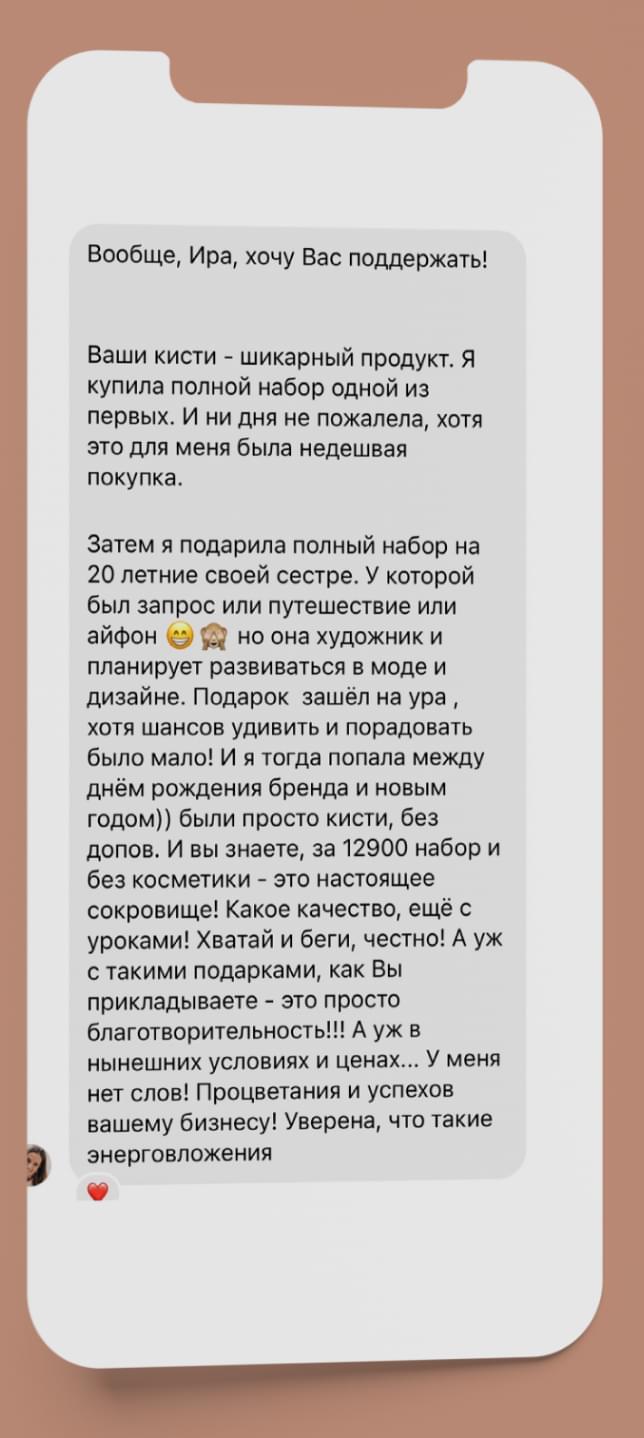 Вообще, Ира, хочу Вас поддержать!
Ваши кисти - шикарный продукт. Я
купила полной набор одной из
первых. И ни дня не пожалела, хотя
это для меня была недешвая
покупка.
Затем я подарила полный набор на
20 летние своей сестре. У которой
был запрос или путешествие или
айфон 😁🙈 но она художник и
планирует развиваться в моде и
дизайне. Подарок зашёл на ура ,
хотя шансов удивить и порадовать
было мало! И я тогда попала между
днём рождения бренда и новым
годом)) были просто кисти, без
допов. И вы знаете, за 12900 набор и
без косметики - это настоящее
сокровище! Какое качество, ещё с
уроками! Хватай и беги, честно! А уж
с такими подарками, как Вы
прикладываете - это просто
благотворительность!!! А уж в
нынешних условиях и ценах... У меня
нет слов! Процветания и успехов
вашему бизнесу! Уверена, что такие
энерговложения